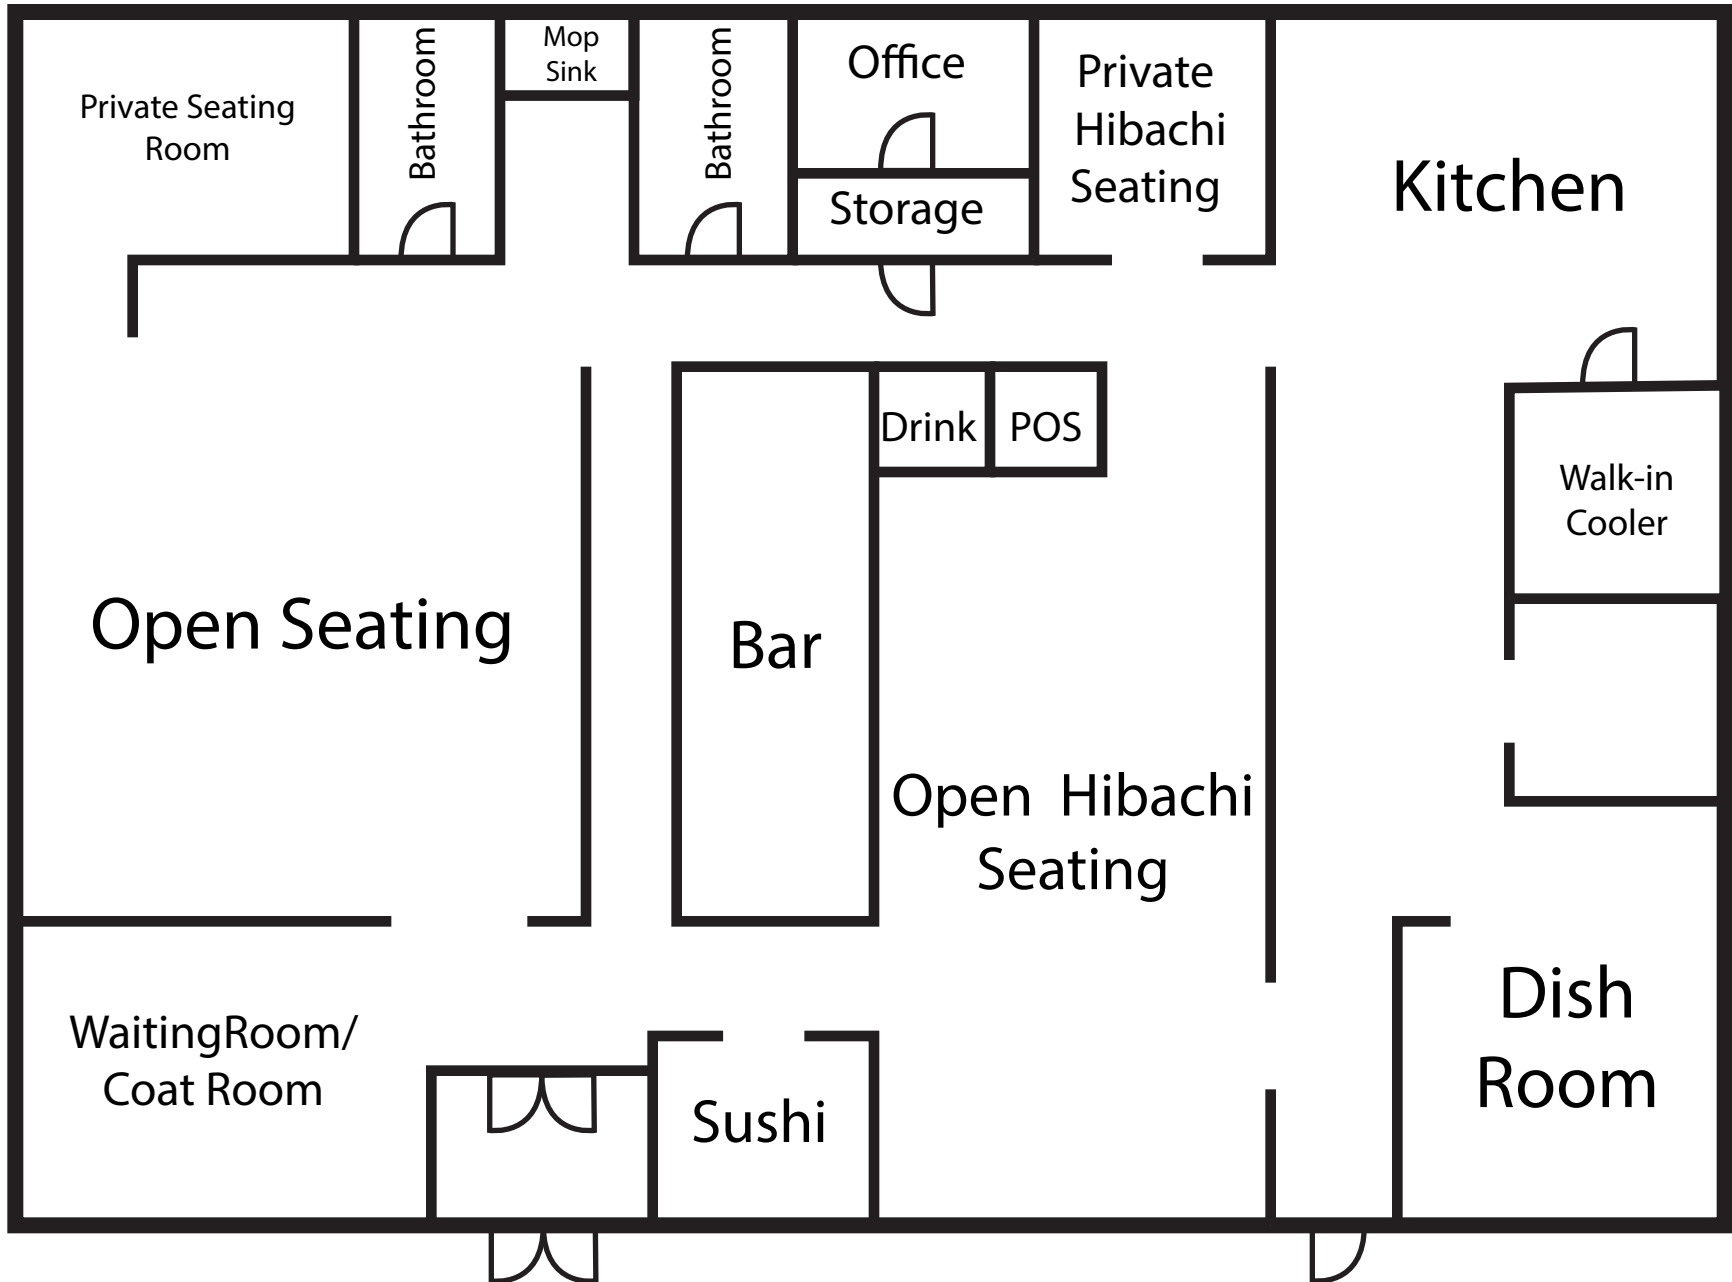 Private Seating
Room
Bathroom
Mop
Sink
Bathroom
Office
Storage
Private
Hibachi
Seating
Kitchen
Drink
POS
Walk-in
Cooler
Open Seating
Bar
Open Hibachi
Seating
WaitingRoom/
Coat Room
Sushi
Dish
Room